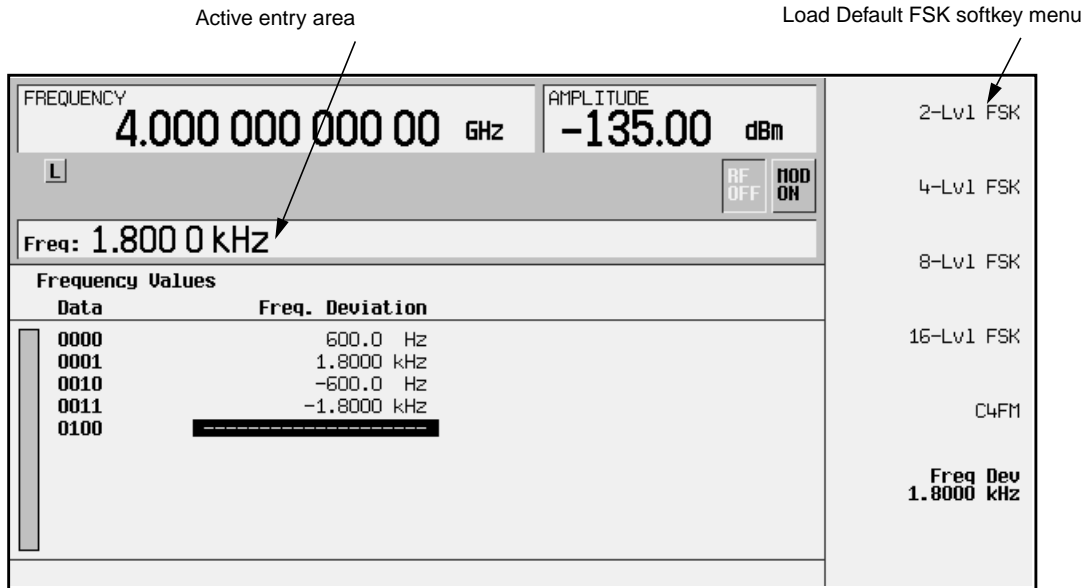 Active entry area
Load Default FSK softkey menu
FREQUENCY
4.000 000 000 00 GHz
AMPLITUDE
-135.00 dBm
L
RF OFF
MOD ON
Freq: 1.800 0 kHz
Frequency Values
Data Freq. Deviation
0000 600.0 Hz
0001 1.8000 kHz
0010 -600.0 Hz
0011 -1.8000 kHz
0100 --------------------
2-Lvl FSK
4-Lvl FSK
8-Lvl FSK
16-Lvl FSK
C4FM
Freq Dev
1.8000 kHz